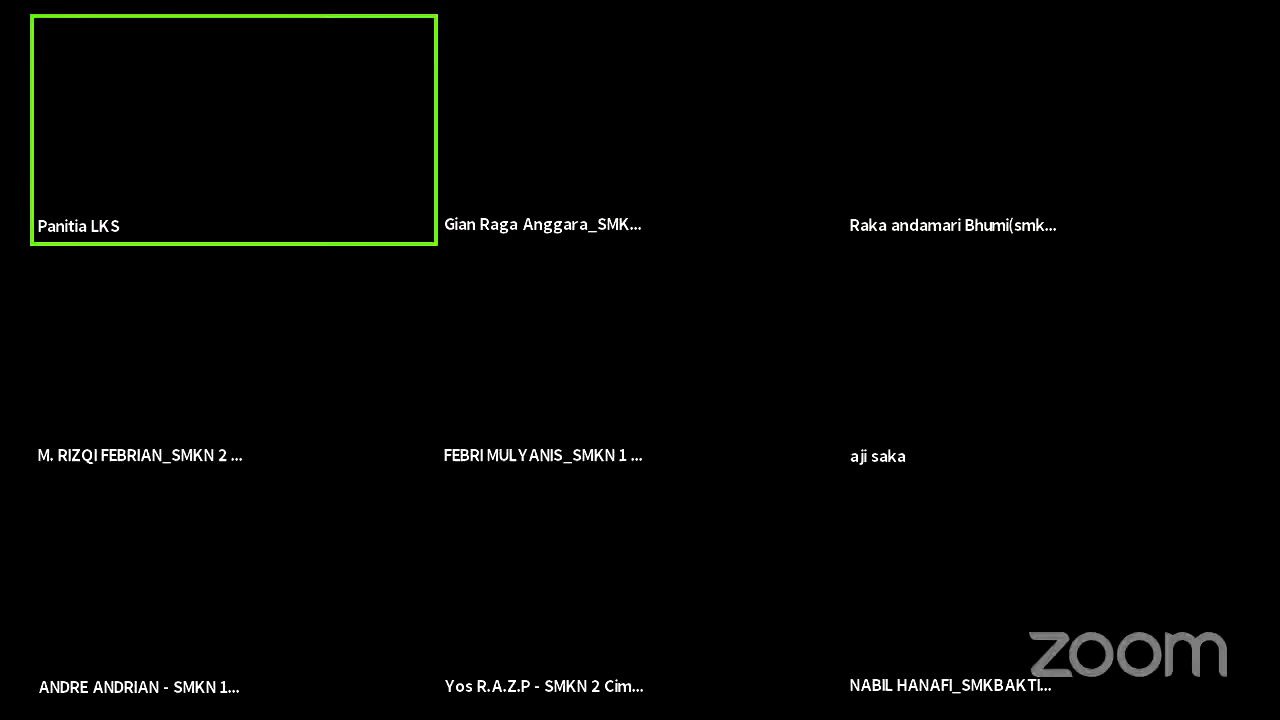 Panitia LKS
Gian Raga Anggara_SMK...
Raka andamari Bhumi(smk...
M. RIZQI FEBRIAN_SMKN 2 ...
FEBRI MULYANIS_SMKN 1 ...
aji saka
ANDRE ANDRIAN - SMKN 1...
Yos R.A.Z.P - SMKN 2 Cim...
NABIL HANAFI_SMKBAKTI...
zoom